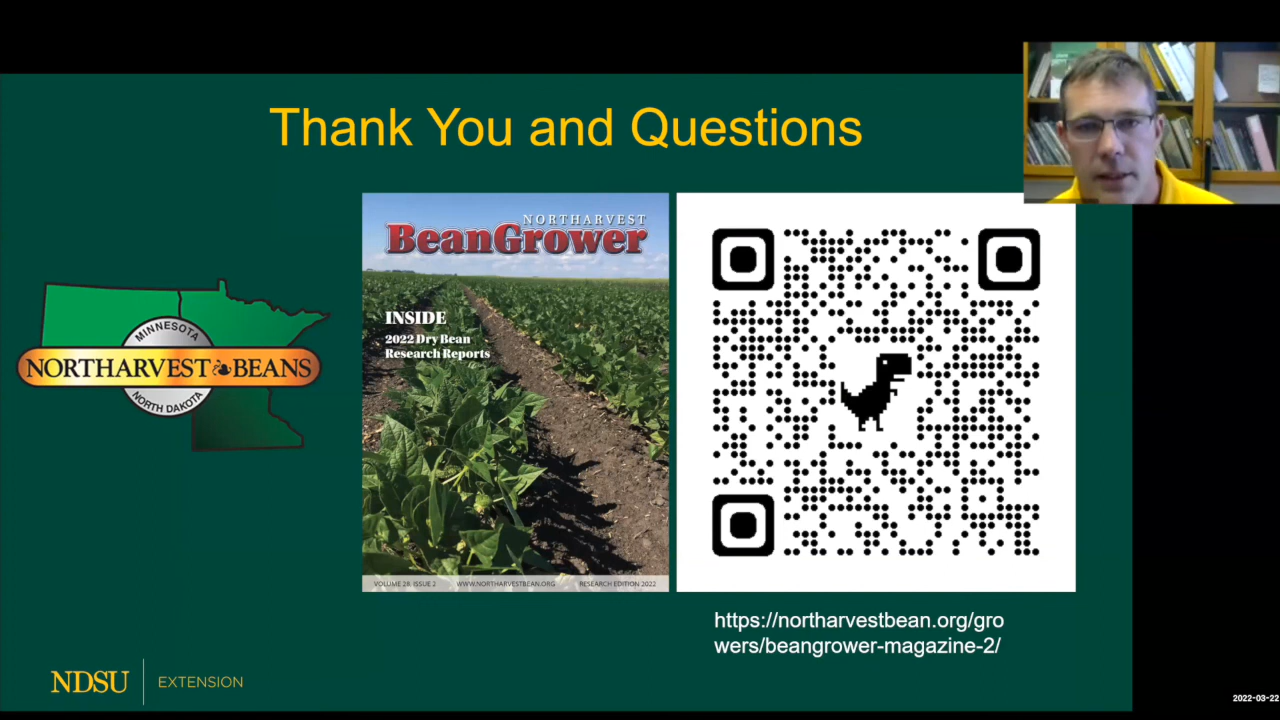 Thank You and Questions
NORTHARVEST
BeanGrower
INSIDE
2022 Dry Bean
Research Reports
VOLUME 28 ISSUE 2 WWW.NORTHARVESTBEAN.ORG RESEARCH EDITION 2022
MINNESOTA
NORTHARVEST BEANS
NORTH DAKOTA
https://northarvestbean.org/gro
wers/beangrower-magazine-2/
NDSU EXTENSION
2022-03-22